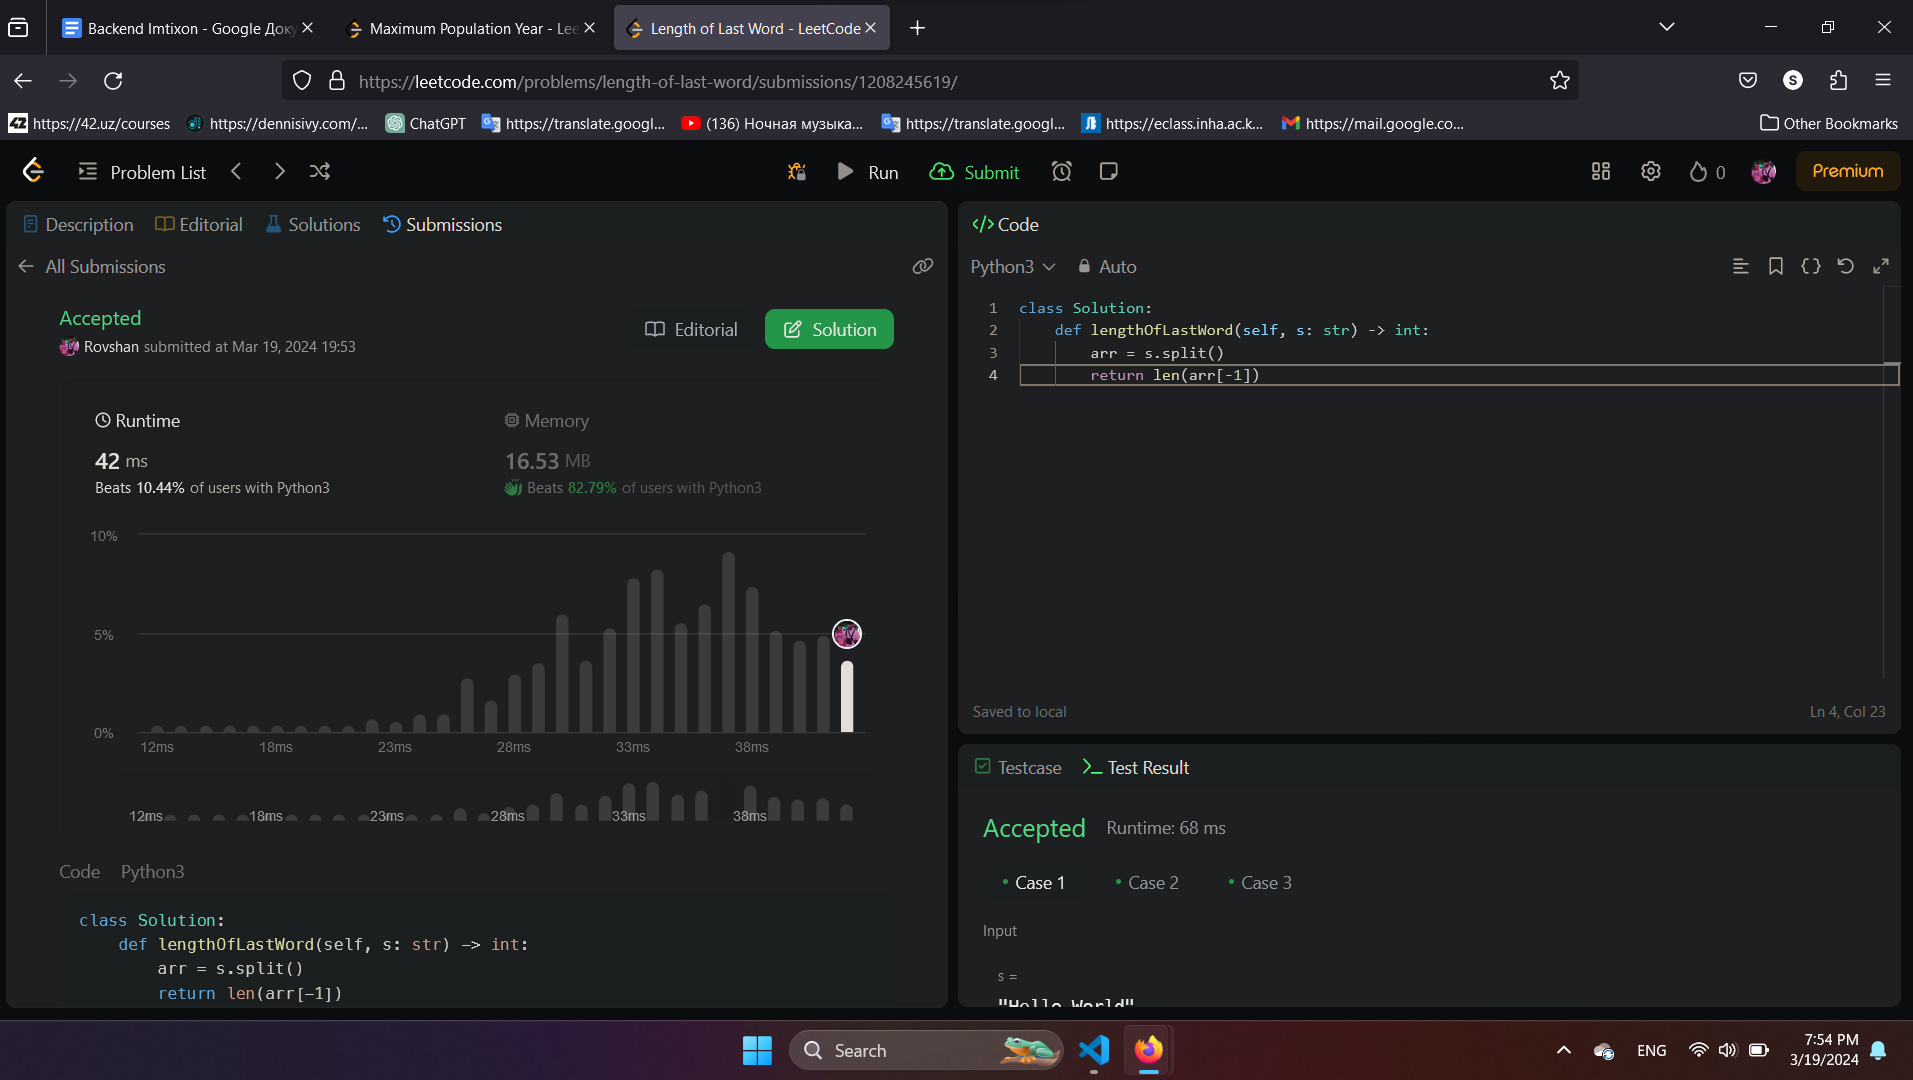 Backend Imtixon - Google Доку
Maximum Population Year - Lee
Length of Last Word - LeetCode
https://leetcode.com/problems/length-of-last-word/submissions/1208245619/
S
42 https://42.uz/courses
https://dennisivy.com/...
ChatGPT
https://translate.googl...
(136) Ночная музыка...
https://translate.googl...
https://eclass.inha.ac.k...
https://mail.google.co...
Other Bookmarks
Problem List
Run
Submit
0
Premium
Description
Editorial
Solutions
Submissions
All Submissions
Accepted
Rovshan submitted at Mar 19, 2024 19:53
Editorial
Solution
Runtime
42 ms
Beats 10.44% of users with Python3
Memory
16.53 MB
Beats 82.79% of users with Python3
10%
5%
0%
12ms 18ms 23ms 28ms 33ms 38ms
12ms 18ms 23ms 28ms 33ms 38ms
Code Python3
class Solution:
def lengthOfLastWord(self, s: str) -> int:
arr = s.split()
return len(arr[-1])
</> Code
Python3
Auto
1 class Solution:
2 def lengthOfLastWord(self, s: str) -> int:
3 arr = s.split()
4 return len(arr[-1])
Saved to local
Ln 4, Col 23
Testcase
Test Result
Accepted Runtime: 68 ms
• Case 1 • Case 2 • Case 3
Input
s =
"Hello World"
Search
ENG
7:54 PM
3/19/2024